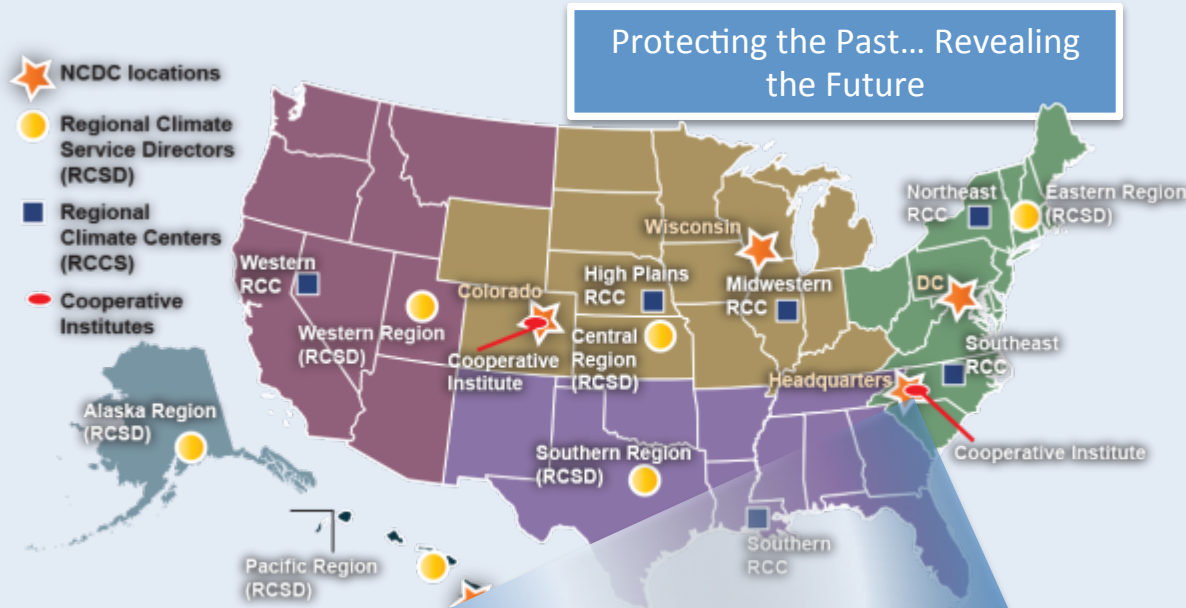 Protecting the Past... Revealing
the Future
NCDC locations
Regional Climate
Service Directors
(RCSD)
Regional
Climate Centers
(RCCS)
Cooperative
Institutes
Northeast
RCC
Eastern Region
(RCSD)
Wisconsin
Western
RCC
Colorado
High Plains
RCC
Midwestern
RCC
DC
Western Region
(RCSD)
Cooperative
Institute
Central
Region
(RCSD)
Southeast
RCC
Headquarters
Alaska Region
(RCSD)
Southern Region
(RCSD)
Cooperative Institute
Southern
RCC
Pacific Region
(RCSD)